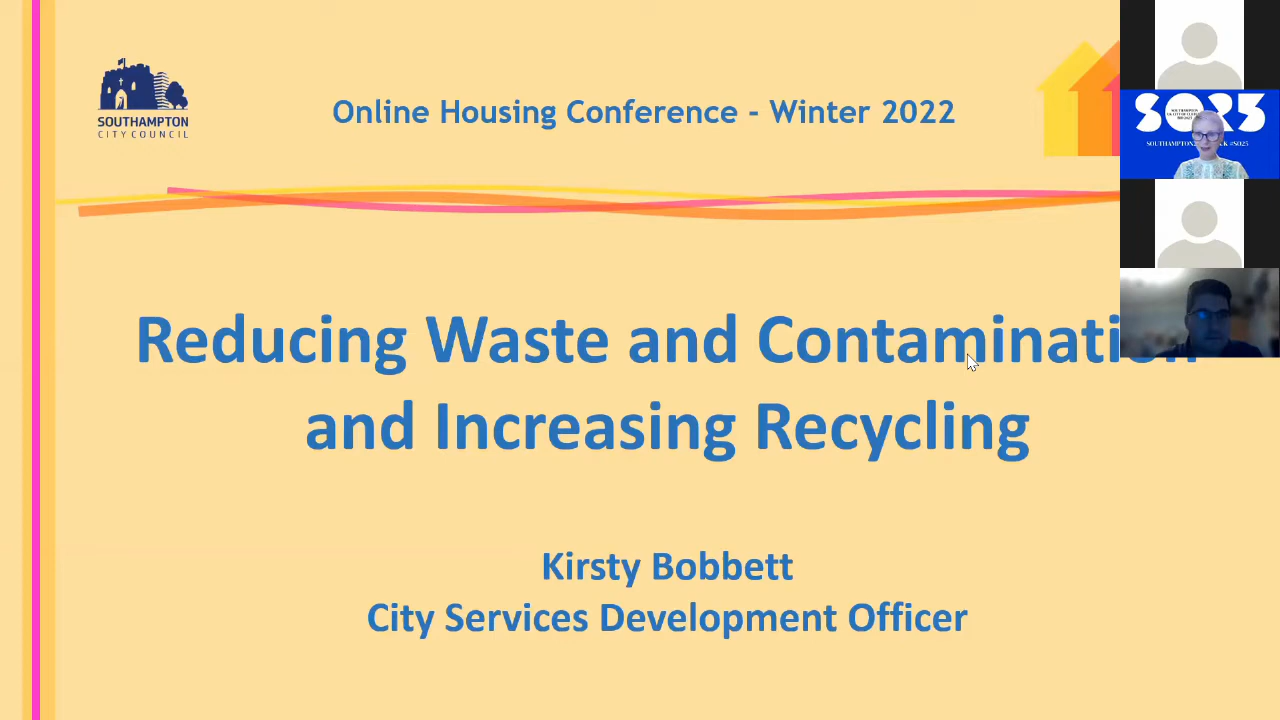 SOUTHAMPTON
CITY COUNCIL
Online Housing Conference - Winter 2022
SO25
Reducing Waste and Contaminati
and Increasing Recycling
Kirsty Bobbett
City Services Development Officer